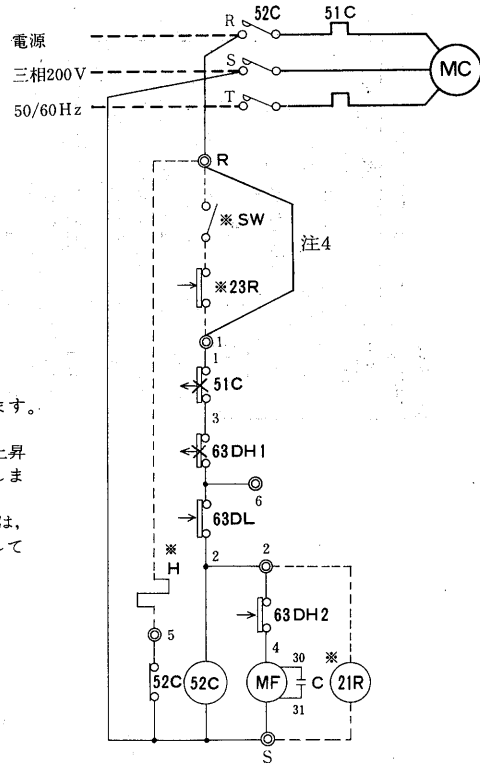 52C 51C
R
電源
S
三相200V
MC
T
50/60Hz
R
※SW
注4
※23R
1
1
51C
3
63DH1
6
63DL
2 2
63DH2
※
H
4
30
5
※
52C 52C MF C 21R
31
S
ます。
上昇
しま
は,
して